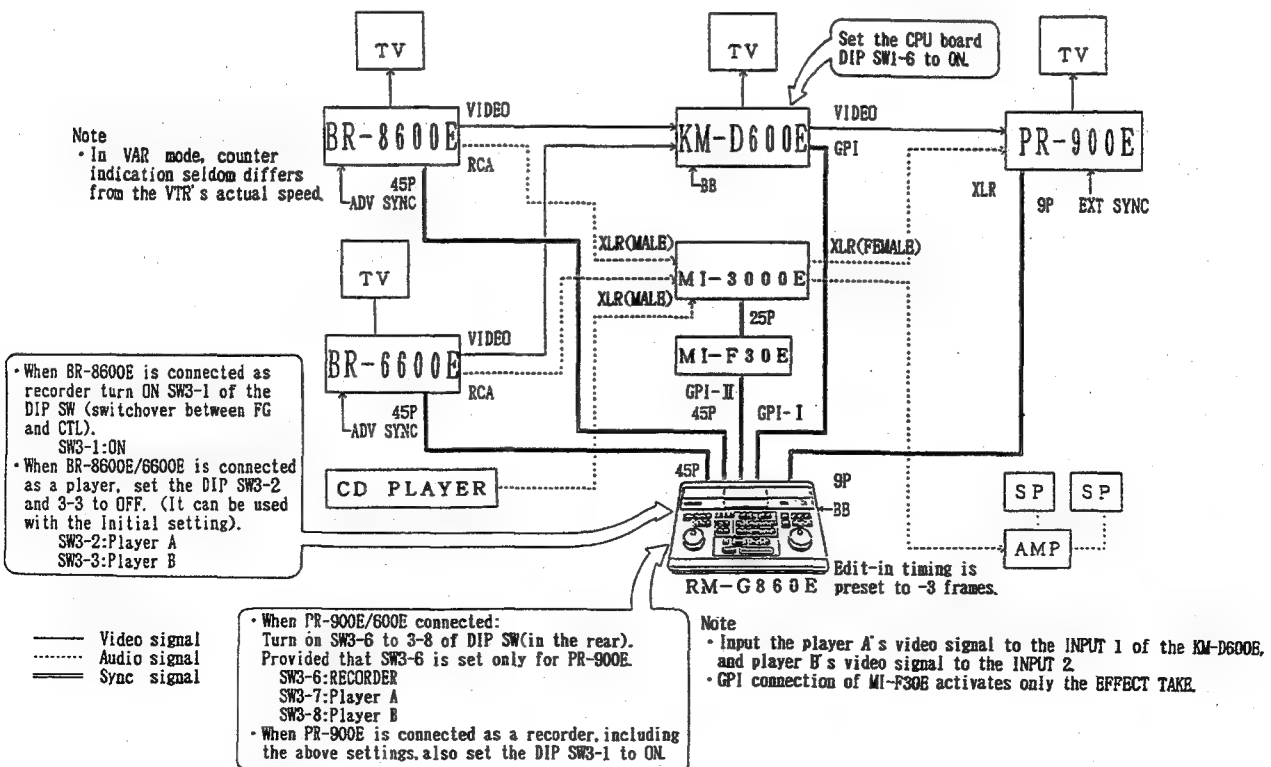 TV
TV
TV
Set the CPU board
DIP SW1-6 to ON.
BR-8600E
VIDEO
RCA
45P
ADV SYNC
KM-D600E
VIDEO
GPI
BB
PR-900E
XLR
9P
EXT SYNC
Note
・In VAR mode, counter
indication seldom differs
from the VTR's actual speed.
TV
XLR(MALE)
MI-3000E
XLR(FEMALE)
XLR(MALE)
25P
BR-6600E
VIDEO
RCA
45P
ADV SYNC
MI-F30E
GPI-II
45P
GPI-I
・When BR-8600E is connected as
recorder turn ON SW3-1 of the
DIP SW (switchover between FG
and CTL).
SW3-1:ON
・When BR-8600E/6600E is connected
as a player, set the DIP SW3-2
and 3-3 to OFF. (It can be used
with the Initial setting).
SW3-2:Player A
SW3-3:Player B
CD PLAYER
45P
9P
BB
SP
SP
AMP
RM-G860E
Edit-in timing is
preset to -3 frames.
Video signal
Audio signal
Sync signal
・When PR-900E/600E connected:
Turn on SW3-6 to 3-8 of DIP SW(in the rear).
Provided that SW3-6 is set only for PR-900E.
SW3-6:RECORDER
SW3-7:Player A
SW3-8:Player B
・When PR-900E is connected as a recorder, including
the above settings, also set the DIP SW3-1 to ON.
Note
・Input the player A's video signal to the INPUT 1 of the KM-D600E,
and player B's video signal to the INPUT 2.
・GPI connection of MI-F30E activates only the EFFECT TAKE.